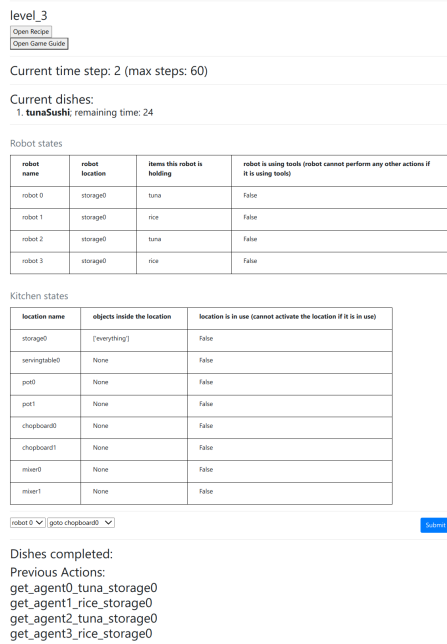 level_3
Open Recipe
Open Game Guide
Current time step: 2 (max steps: 60)
Current dishes:
1. tunaSushi; remaining time: 24
Robot states
robot name robot location items this robot is holding robot is using tools (robot cannot perform any other actions if it is using tools)
robot 0 storage0 tuna False
robot 1 storage0 rice False
robot 2 storage0 tuna False
robot 3 storage0 rice False
Kitchen states
location name objects inside the location location is in use (cannot activate the location if it is in use)
storage0 ['everything'] False
servingtable0 None False
pot0 None False
pot1 None False
chopboard0 None False
chopboard1 None False
mixer0 None False
mixer1 None False
robot 0 goto chopboard0 Submit
Dishes completed:
Previous Actions:
get_agent0_tuna_storage0
get_agent1_rice_storage0
get_agent2_tuna_storage0
get_agent3_rice_storage0